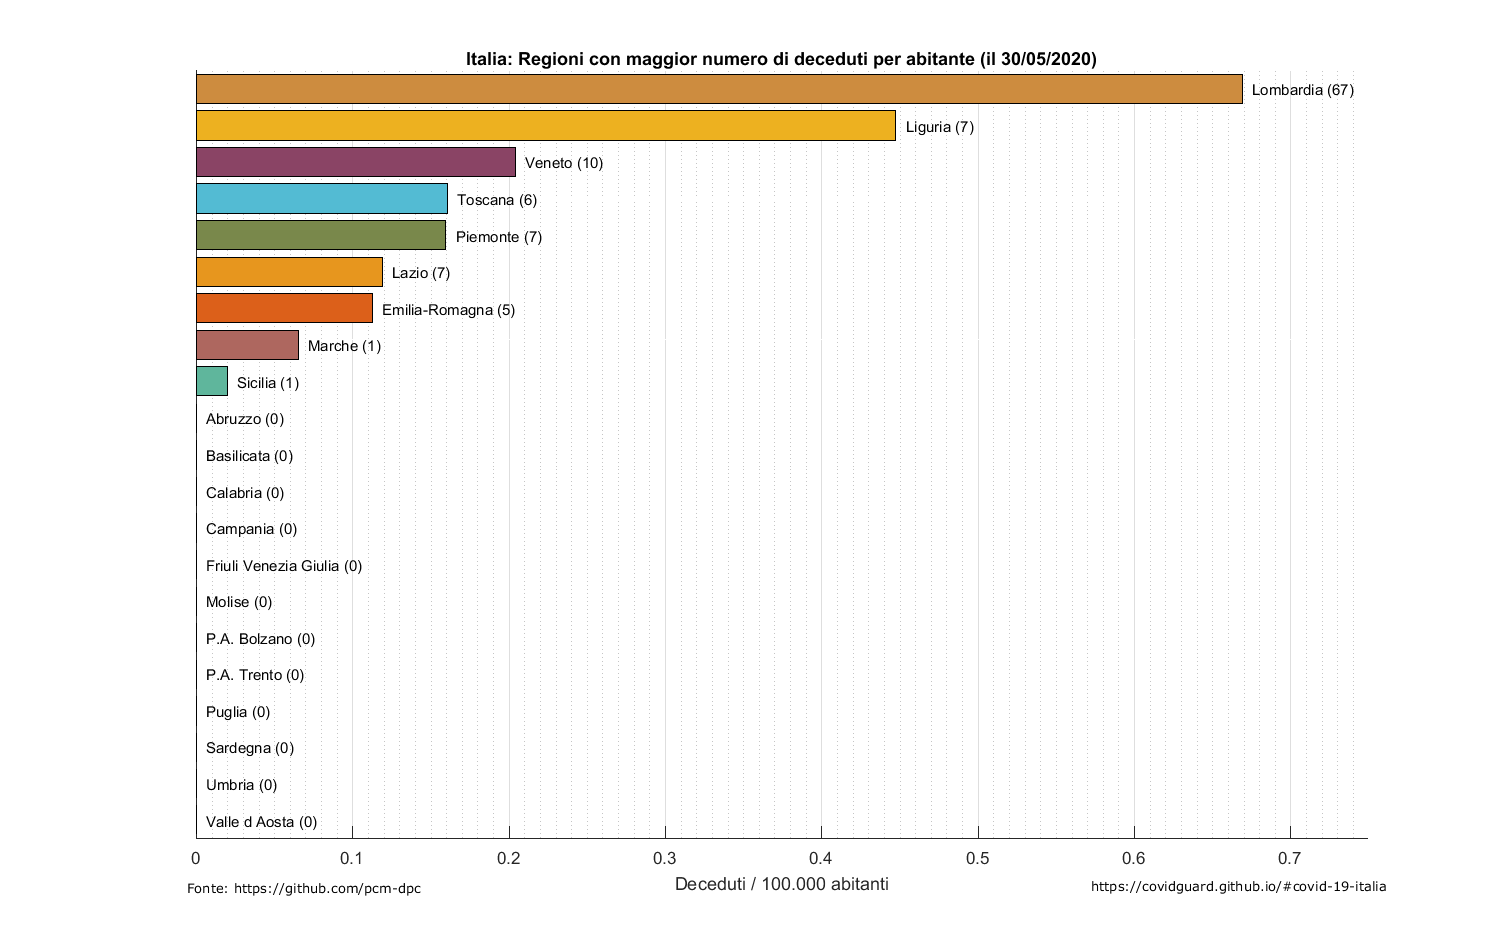 Italia: Regioni con maggior numero di deceduti per abitante (il 30/05/2020)
Lombardia (67)
Liguria (7)
Veneto (10)
Toscana (6)
Piemonte (7)
Lazio (7)
Emilia-Romagna (5)
Marche (1)
Sicilia (1)
Abruzzo (0)
Basilicata (0)
Calabria (0)
Campania (0)
Friuli Venezia Giulia (0)
Molise (0)
P.A. Bolzano (0)
P.A. Trento (0)
Puglia (0)
Sardegna (0)
Umbria (0)
Valle d Aosta (0)
0 0.1 0.2 0.3 0.4 0.5 0.6 0.7
Deceduti / 100.000 abitanti
Fonte: https://github.com/pcm-dpc
https://covidguard.github.io/#covid-19-italia